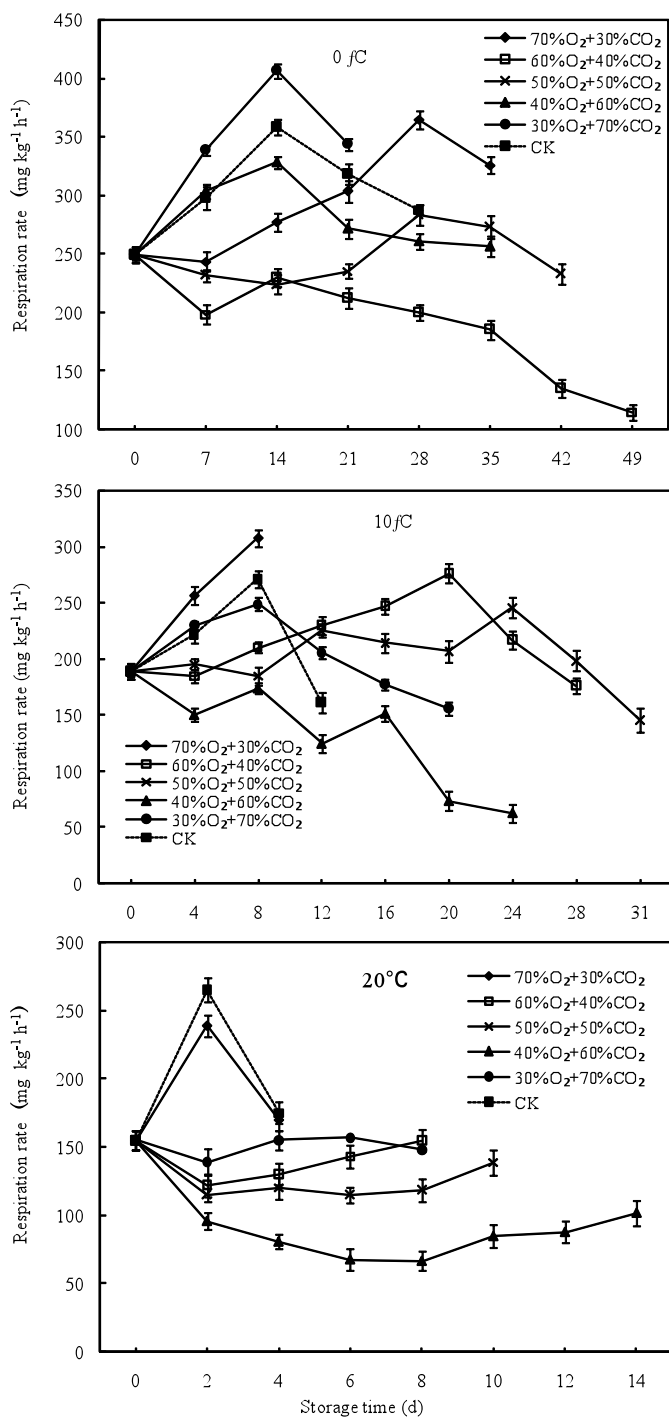 450
400
350
300
250
200
150
100
0 fC
70%O₂+30%CO₂
60%O₂+40%CO₂
50%O₂+50%CO₂
40%O₂+60%CO₂
30%O₂+70%CO₂
CK
Respiration rate (mg kg⁻¹ h⁻¹)
0 7 14 21 28 35 42 49
350
300
250
200
150
100
50
0
10fC
70%O₂+30%CO₂
60%O₂+40%CO₂
50%O₂+50%CO₂
40%O₂+60%CO₂
30%O₂+70%CO₂
CK
Respiration rate (mg kg⁻¹ h⁻¹)
0 4 8 12 16 20 24 28 31
300
250
200
150
100
50
0
20°C
70%O₂+30%CO₂
60%O₂+40%CO₂
50%O₂+50%CO₂
40%O₂+60%CO₂
30%O₂+70%CO₂
CK
Respiration rate (mg kg⁻¹ h⁻¹)
0 2 4 6 8 10 12 14
Storage time (d)